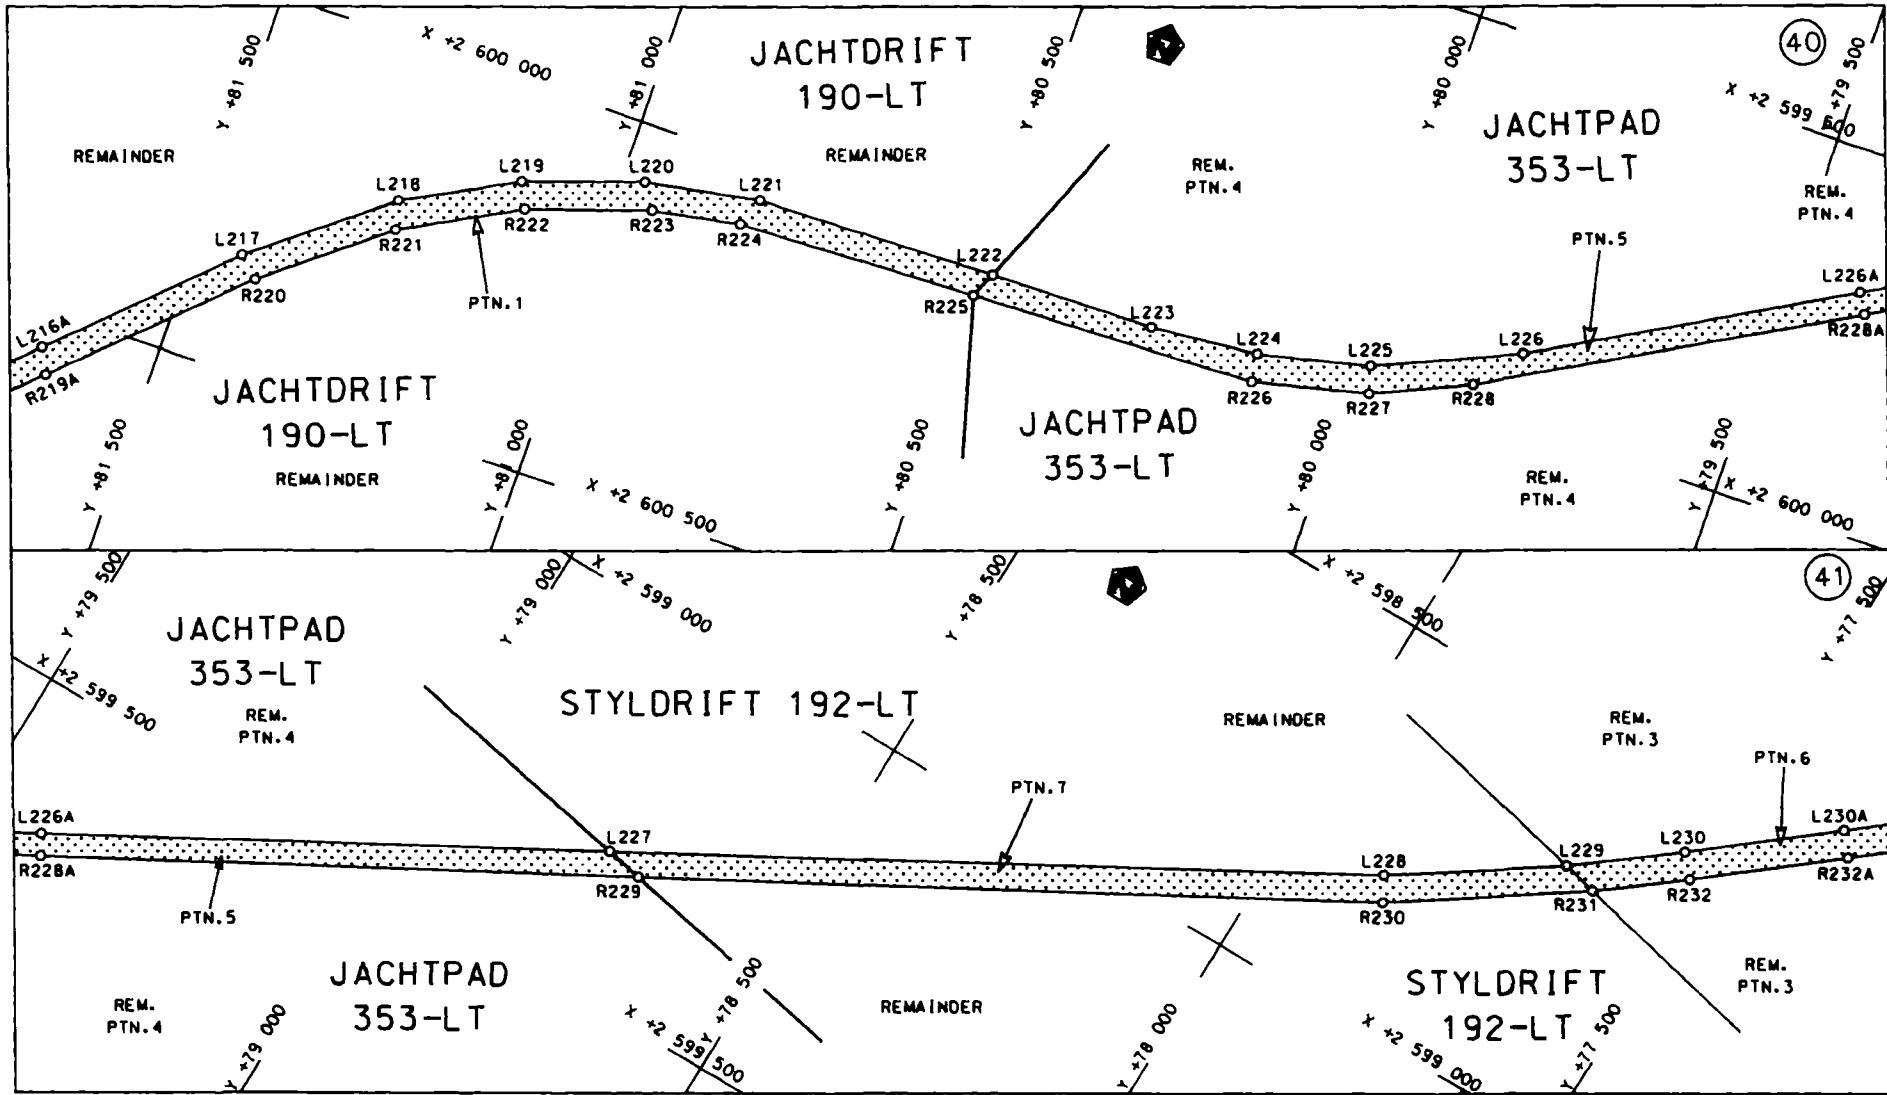 Y +81 500
X +2 600 000
Y +81 000
JACHTDRIFT
190-LT
REMAINDER
Y +80 500
N
Y +80 000
40
X +2 599 500
Y +79 500
JACHTPAD
353-LT
REMAINDER
REM.
PTN.4
REM.
PTN.4
L216A
L217
L218
L219
L220
L221
L222
L223
L224
L225
L226
L226A
PTN.5
R219A
R220
R221
R222
R223
R224
R225
R226
R227
R228
R228A
PTN.1
JACHTDRIFT
190-LT
REMAINDER
JACHTPAD
353-LT
REM.
PTN.4
Y +81 500
Y +81 000
X +2 600 500
Y +80 500
Y +80 000
Y +79 500
X +2 600 000
Y +79 500
X +2 599 500
JACHTPAD
353-LT
REM.
PTN.4
Y +79 000
X +2 599 000
Y +78 500
N
X +2 598 500
41
Y +77 500
STYLDRIFT 192-LT
REMAINDER
REM.
PTN.3
PTN.7
PTN.6
L226A
L227
L228
L229
L230
L230A
R228A
R229
R230
R231
R232
R232A
PTN.5
JACHTPAD
353-LT
REM.
PTN.4
REMAINDER
STYLDRIFT
192-LT
REM.
PTN.3
Y +79 000
X +2 599 500
Y +78 500
Y +78 000
X +2 599 000
Y +77 500